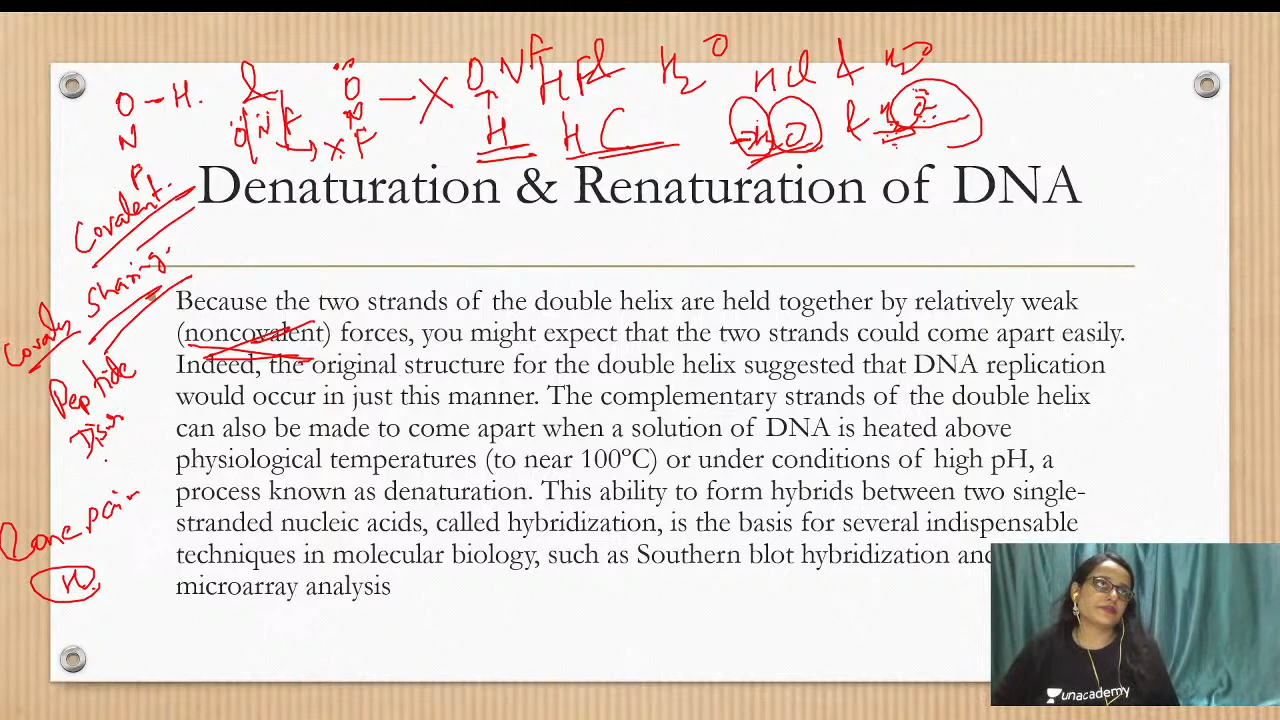 O N F H F & H2O HCl & H2O
O - H. & O - X H H Cl
N O N F N X F
F
Denaturation & Renaturation of DNA
Covalent.
Sharing.
Because the two strands of the double helix are held together by relatively weak
(noncovalent) forces, you might expect that the two strands could come apart easily.
Indeed, the original structure for the double helix suggested that DNA replication
would occur in just this manner. The complementary strands of the double helix
can also be made to come apart when a solution of DNA is heated above
physiological temperatures (to near 100ºC) or under conditions of high pH, a
process known as denaturation. This ability to form hybrids between two single-
stranded nucleic acids, called hybridization, is the basis for several indispensable
techniques in molecular biology, such as Southern blot hybridization and
microarray analysis
Peptide
Lone pair
H
unacademy